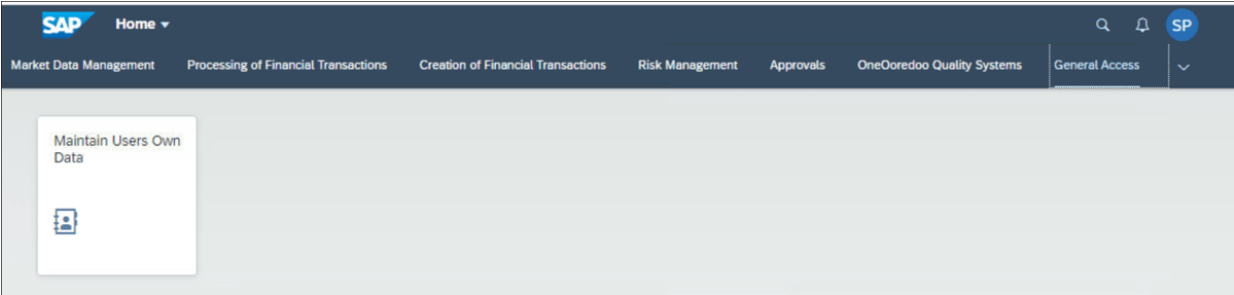 SAP Home SP
Market Data Management Processing of Financial Transactions Creation of Financial Transactions Risk Management Approvals OneOoredoo Quality Systems General Access
Maintain Users Own
Data